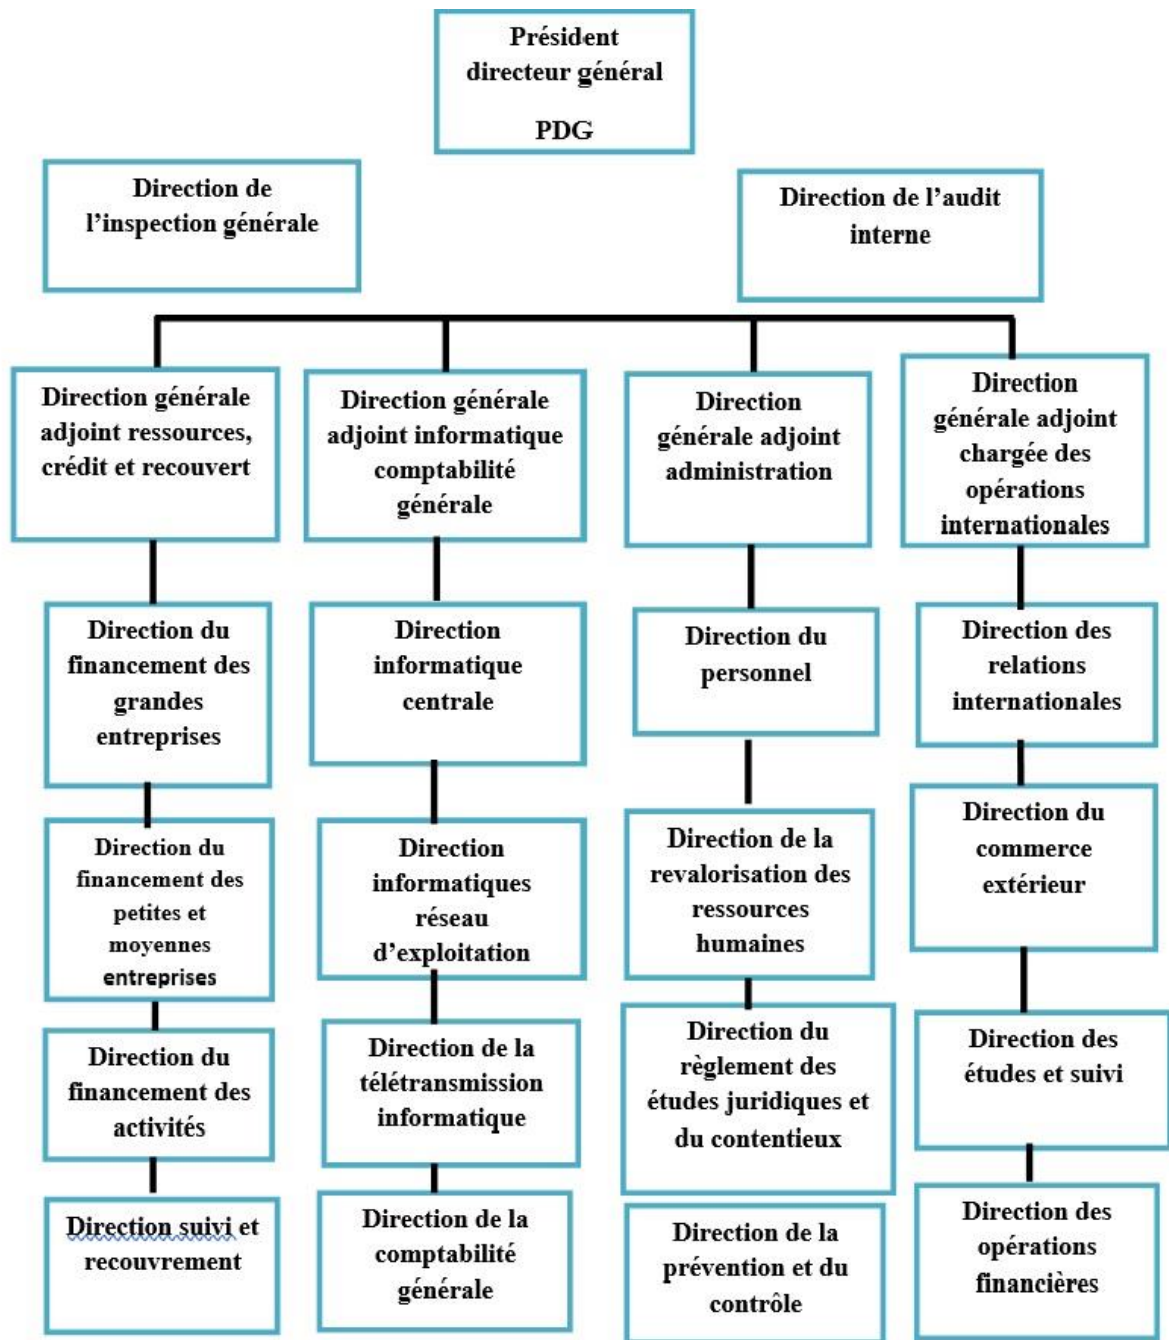 Président
directeur général
PDG
Direction de
l’inspection générale
Direction de l’audit
interne
Direction générale
adjoint ressources,
crédit et recouvert
Direction générale
adjoint informatique
comptabilité
générale
Direction
générale adjoint
administration
Direction
générale adjoint
chargée des
opérations
internationales
Direction du
financement des
grandes
entreprises
Direction
informatique
centrale
Direction du
personnel
Direction des
relations
internationales
Direction du
financement des
petites et
moyennes
entreprises
Direction
informatiques
réseau
d’exploitation
Direction de la
revalorisation des
ressources
humaines
Direction du
commerce
extérieur
Direction du
financement des
activités
Direction de la
télétransmission
informatique
Direction du
règlement des
études juridiques et
du contentieux
Direction des
études et suivi
Direction suivi et
recouvrement
Direction de la
comptabilité
générale
Direction de la
prévention et du
contrôle
Direction des
opérations
financières